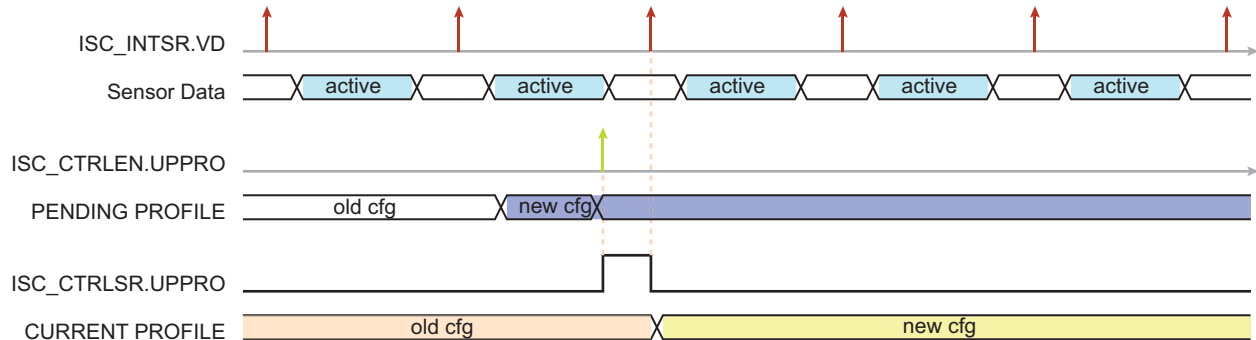 ISC_INTSR.VD
Sensor Data active active active active active
ISC_CTRLEN.UPPRO
PENDING PROFILE old cfg new cfg
ISC_CTRLSR.UPPRO
CURRENT PROFILE old cfg new cfg